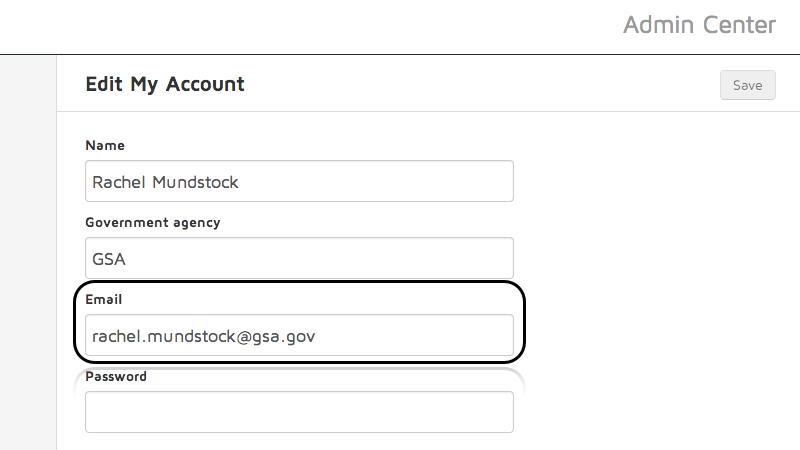 Admin Center
Edit My Account
Save
Name
Rachel Mundstock
Government agency
GSA
Email
rachel.mundstock@gsa.gov
Password